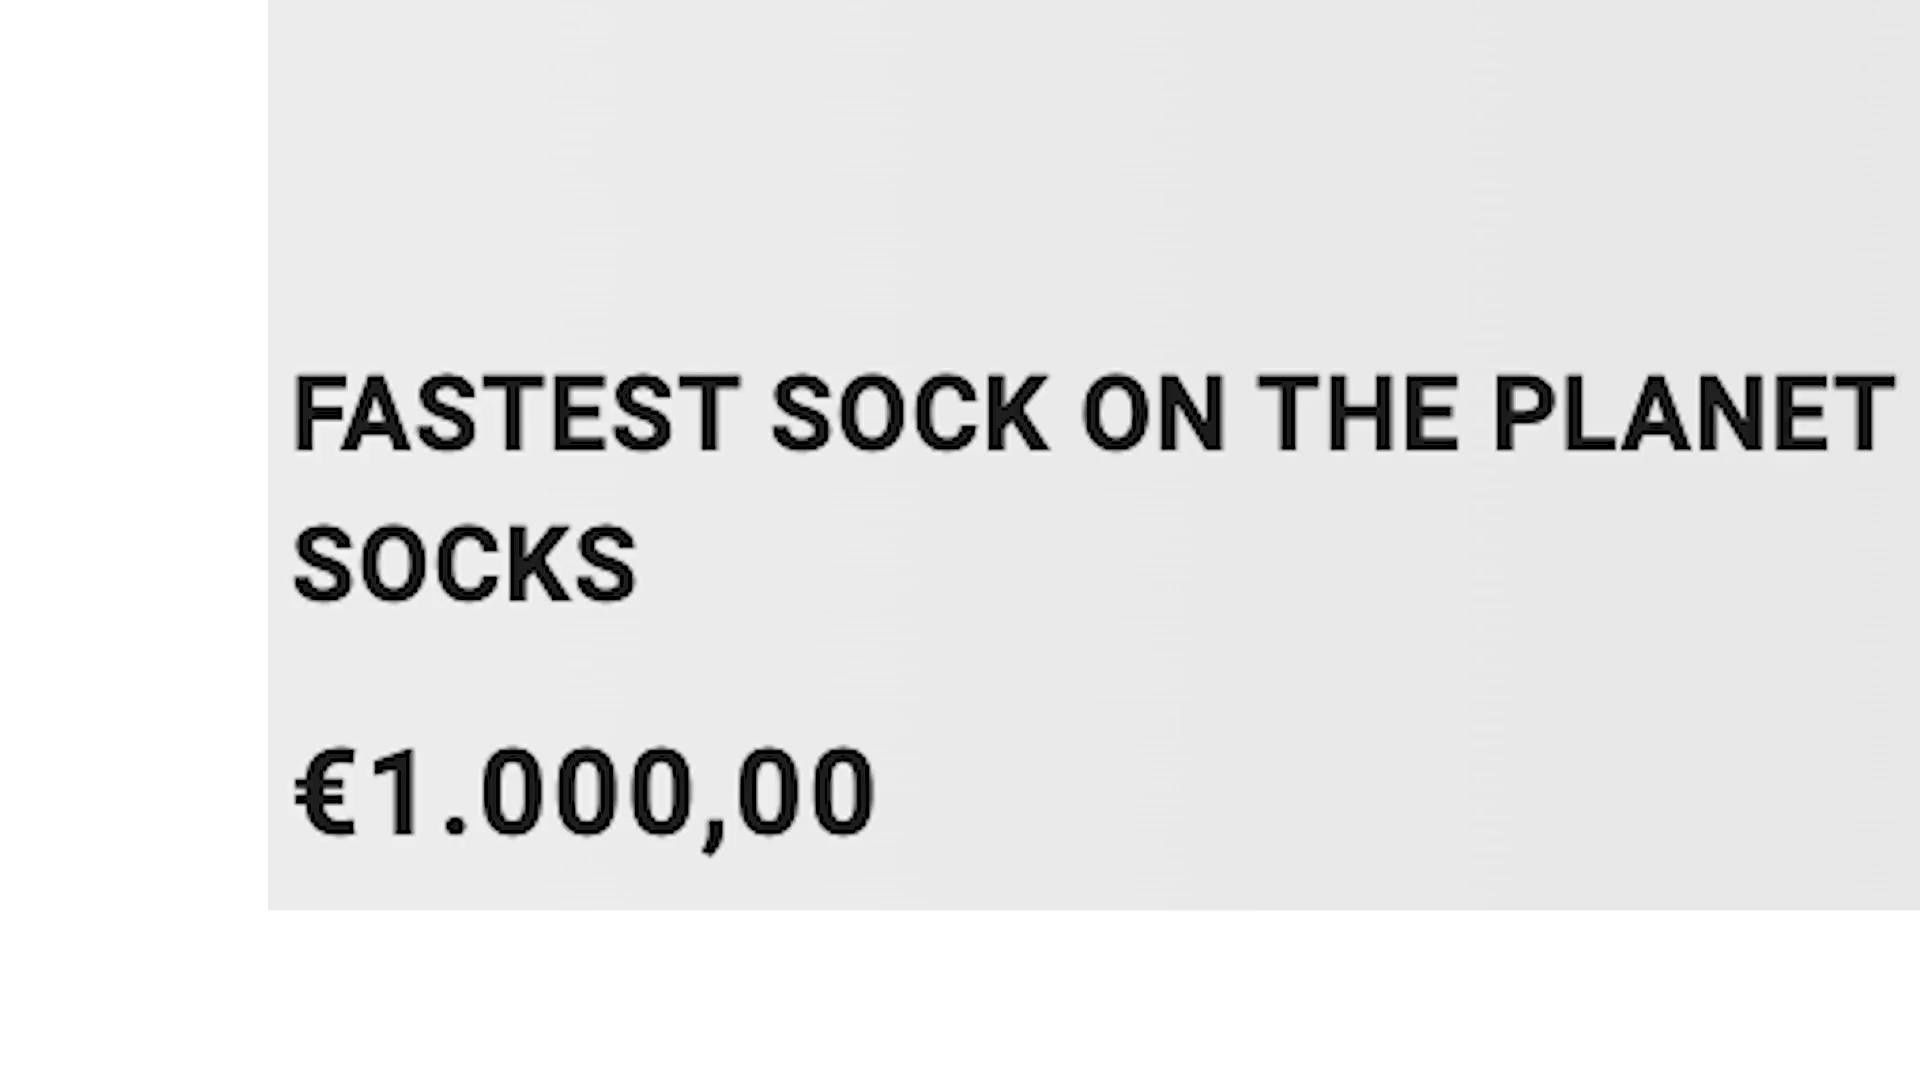 FASTEST SOCK ON THE PLANET
SOCKS
€1.000,00